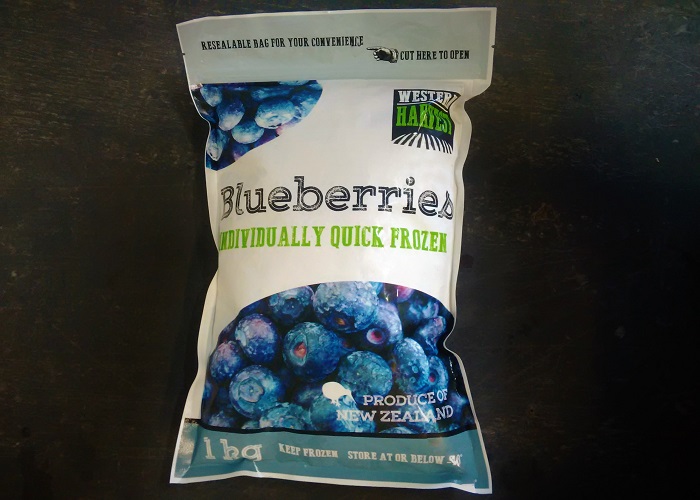 RESEALABLE BAG FOR YOUR CONVENIENCE
CUT HERE TO OPEN
WESTERN
HARVEST
Blueberries
INDIVIDUALLY QUICK FROZEN
PRODUCE OF
NEW ZEALAND
1 kg KEEP FROZEN STORE AT OR BELOW